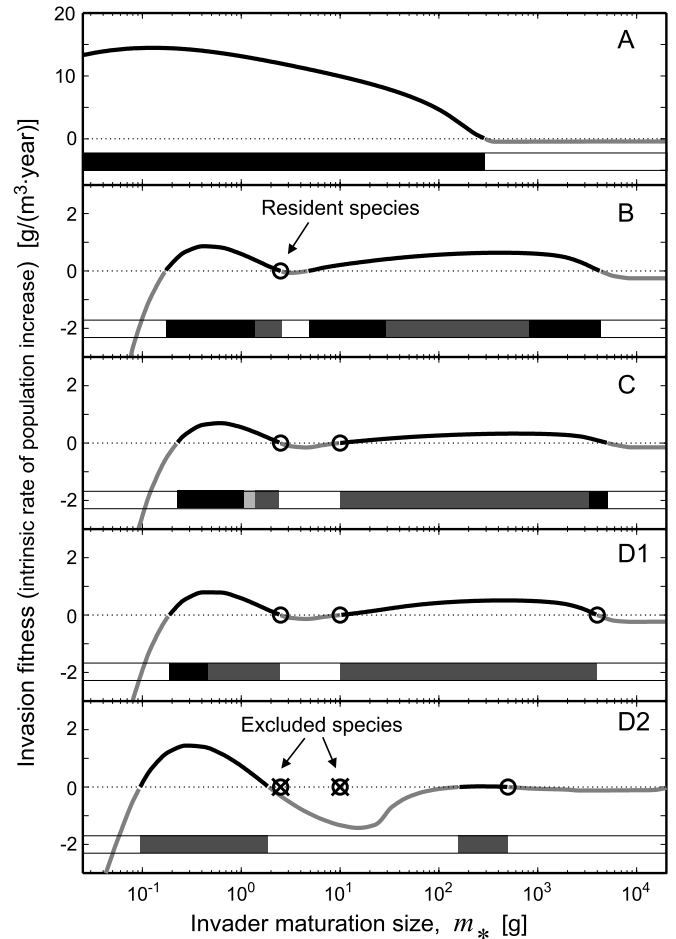 Invasion fitness (intrinsic rate of population increase) [g/(m³·year)]
20
10
0
A
2
0
-2
Resident species
B
2
0
-2
C
2
0
-2
D1
2
0
-2
Excluded species
D2
10⁻¹ 10⁰ 10¹ 10² 10³ 10⁴
Invader maturation size, m* [g]